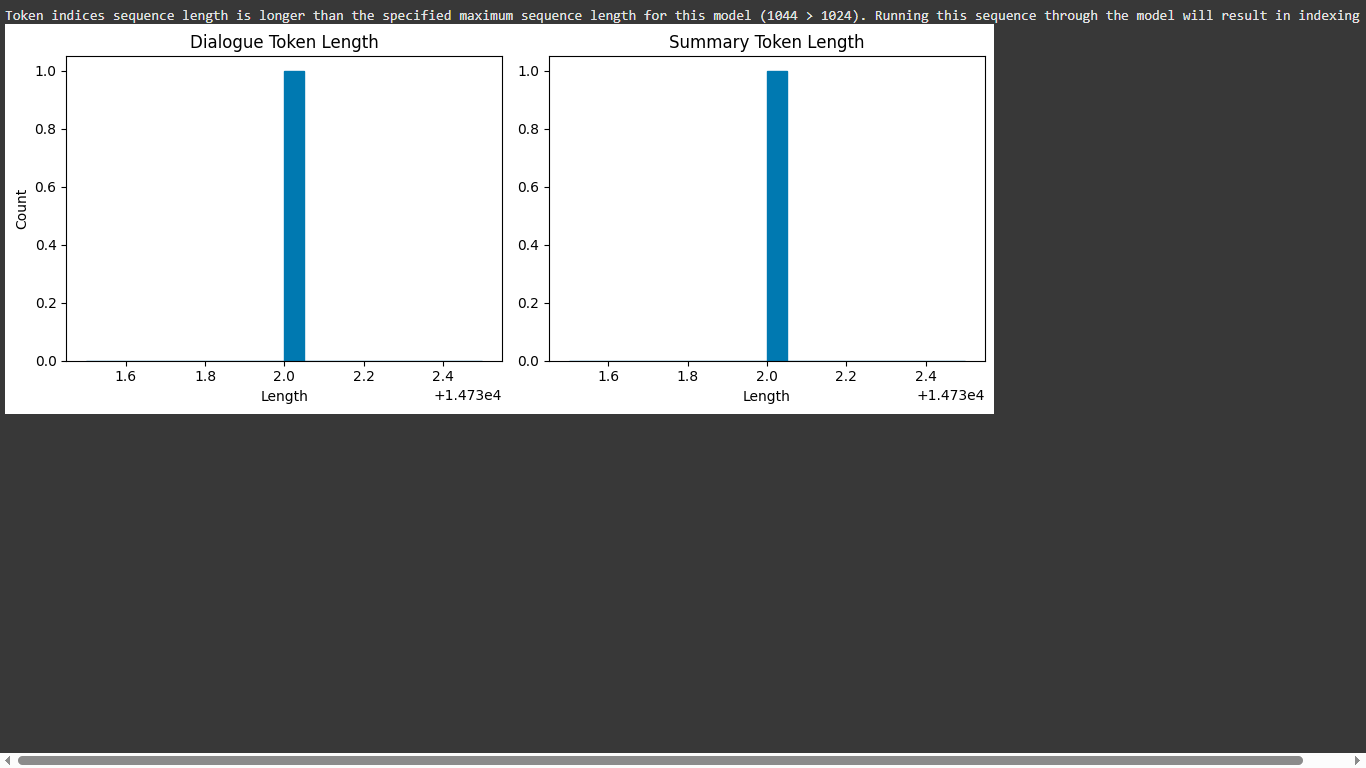 Token indices sequence length is longer than the specified maximum sequence length for this model (1044 > 1024). Running this sequence through the model will result in indexing
Dialogue Token Length
Summary Token Length
1.0
0.8
0.6
0.4
0.2
0.0
Count
1.6 1.8 2.0 2.2 2.4
Length
+1.473e4
1.0
0.8
0.6
0.4
0.2
0.0
1.6 1.8 2.0 2.2 2.4
Length
+1.473e4